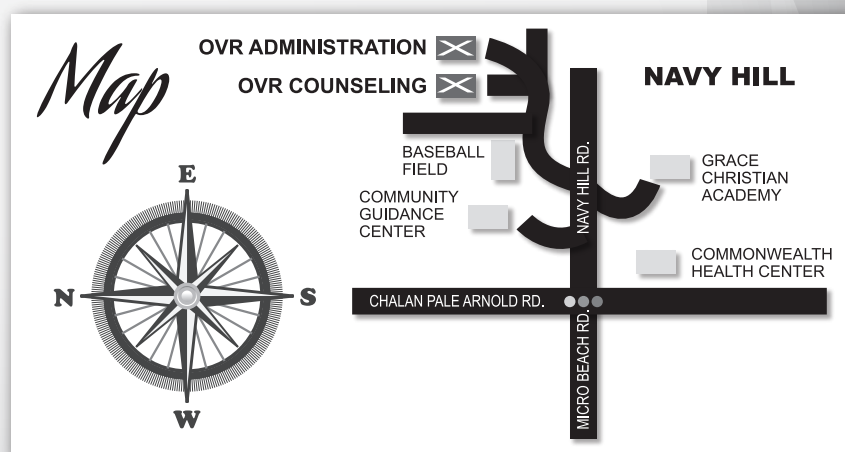 Map
OVR ADMINISTRATION
OVR COUNSELING
NAVY HILL
BASEBALL
FIELD
COMMUNITY
GUIDANCE
CENTER
NAVY HILL RD.
GRACE
CHRISTIAN
ACADEMY
COMMONWEALTH
HEALTH CENTER
CHALAN PALE ARNOLD RD.
MICRO BEACH RD.
E
N
S
W